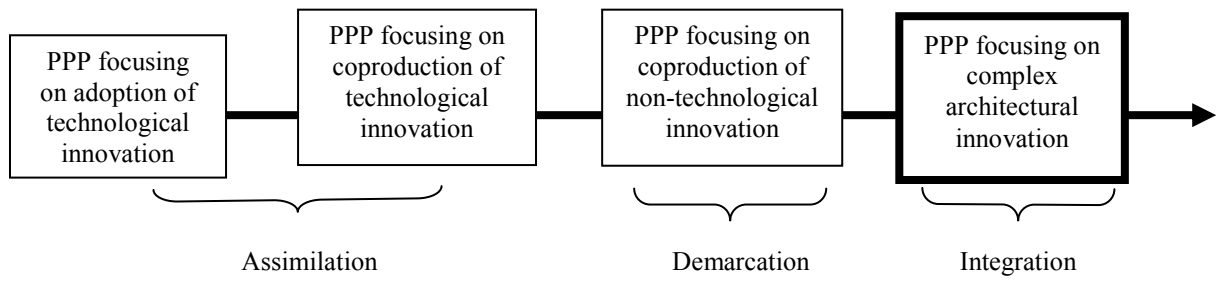 PPP focusing
on adoption of
technological
innovation
PPP focusing on
coproduction of
technological
innovation
PPP focusing on
coproduction of
non-technological
innovation
PPP focusing on
complex
architectural
innovation
Assimilation
Demarcation
Integration